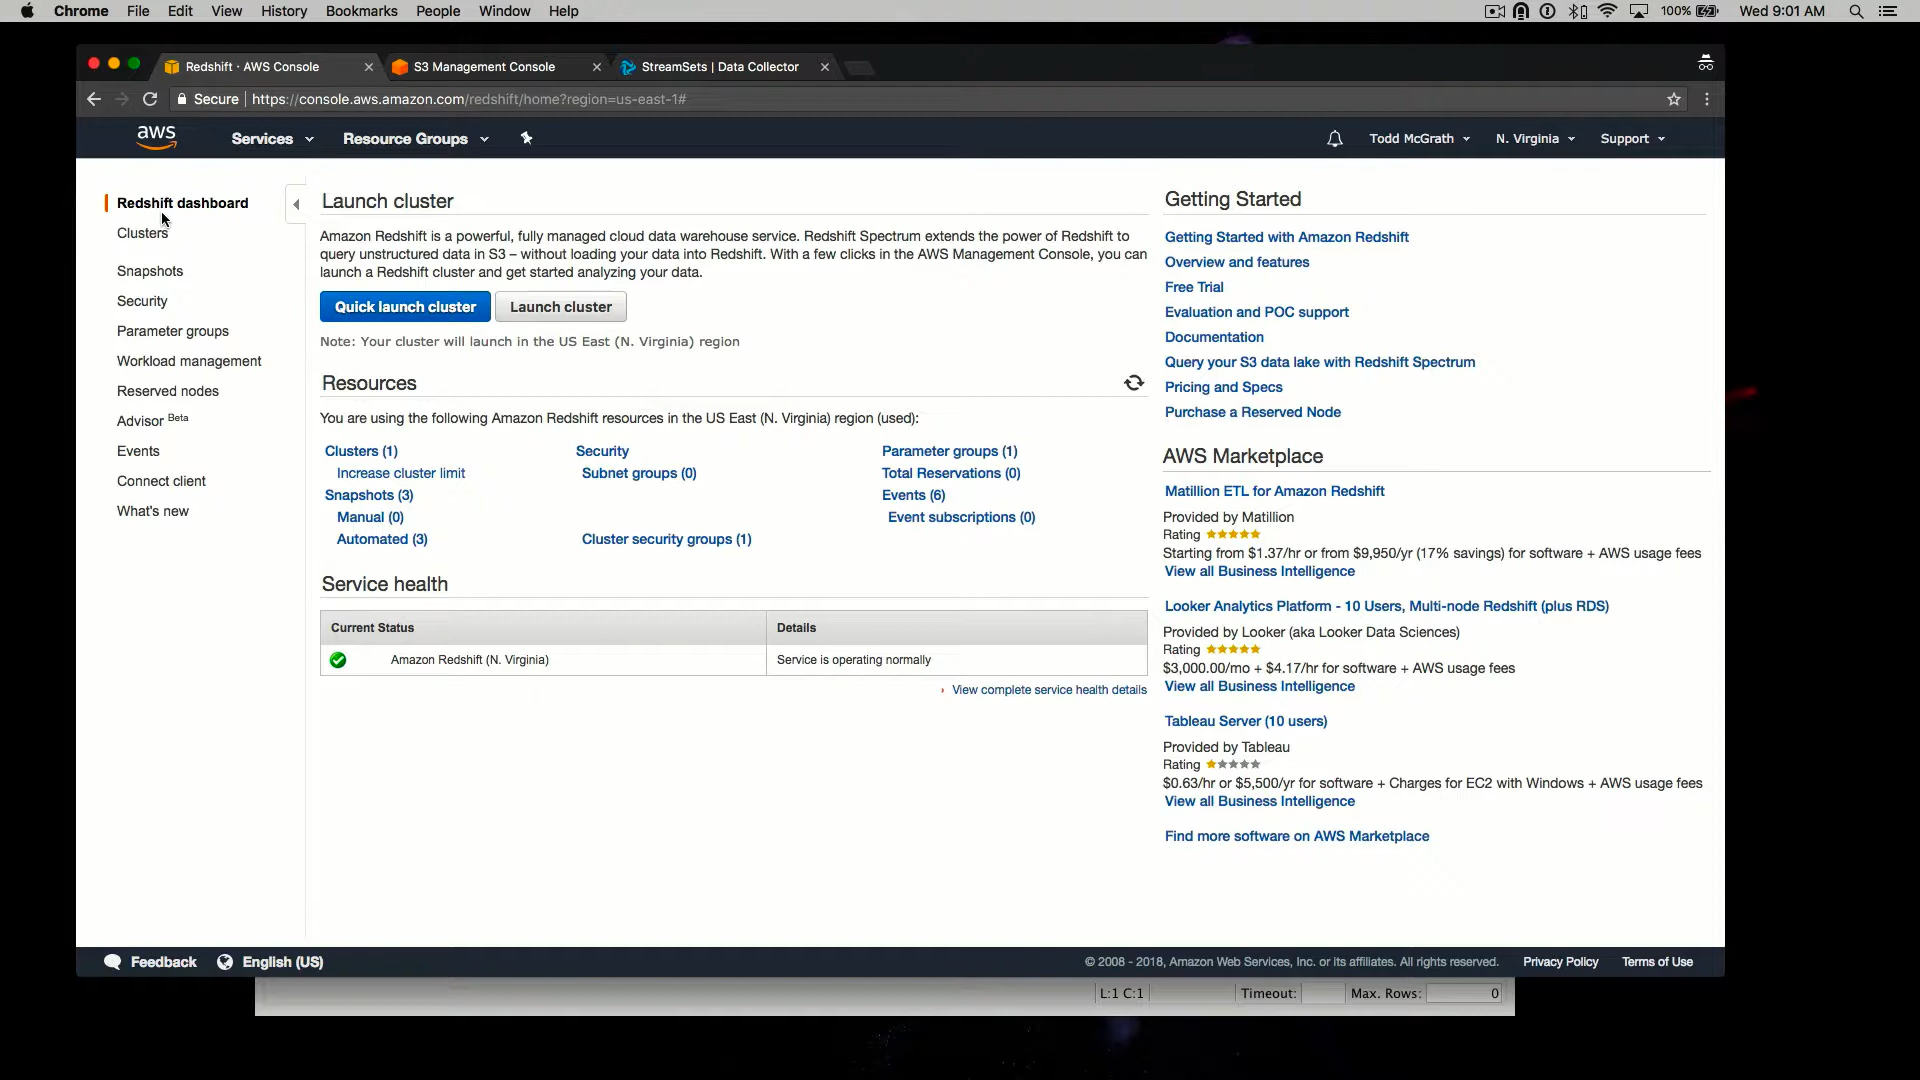 Chrome File Edit View History Bookmarks People Window Help
100% Wed 9:01 AM
Redshift · AWS Console
S3 Management Console
StreamSets | Data Collector
Secure https://console.aws.amazon.com/redshift/home?region=us-east-1#
aws Services Resource Groups Todd McGrath N. Virginia Support
Redshift dashboard
Clusters
Snapshots
Security
Parameter groups
Workload management
Reserved nodes
Advisor Beta
Events
Connect client
What's new
Launch cluster
Amazon Redshift is a powerful, fully managed cloud data warehouse service. Redshift Spectrum extends the power of Redshift to
query unstructured data in S3 – without loading your data into Redshift. With a few clicks in the AWS Management Console, you can
launch a Redshift cluster and get started analyzing your data.
Quick launch cluster Launch cluster
Note: Your cluster will launch in the US East (N. Virginia) region
Resources
You are using the following Amazon Redshift resources in the US East (N. Virginia) region (used):
Clusters (1)
Increase cluster limit
Snapshots (3)
Manual (0)
Automated (3)
Security
Subnet groups (0)
Cluster security groups (1)
Parameter groups (1)
Total Reservations (0)
Events (6)
Event subscriptions (0)
Service health
Current Status Details
Amazon Redshift (N. Virginia) Service is operating normally
View complete service health details
Getting Started
Getting Started with Amazon Redshift
Overview and features
Free Trial
Evaluation and POC support
Documentation
Query your S3 data lake with Redshift Spectrum
Pricing and Specs
Purchase a Reserved Node
AWS Marketplace
Matillion ETL for Amazon Redshift
Provided by Matillion
Rating
Starting from $1.37/hr or from $9,950/yr (17% savings) for software + AWS usage fees
View all Business Intelligence
Looker Analytics Platform - 10 Users, Multi-node Redshift (plus RDS)
Provided by Looker (aka Looker Data Sciences)
Rating
$3,000.00/mo + $4.17/hr for software + AWS usage fees
View all Business Intelligence
Tableau Server (10 users)
Provided by Tableau
Rating
$0.63/hr or $5,500/yr for software + Charges for EC2 with Windows + AWS usage fees
View all Business Intelligence
Find more software on AWS Marketplace
Feedback English (US)
© 2008 - 2018, Amazon Web Services, Inc. or its affiliates. All rights reserved. Privacy Policy Terms of Use
L:1 C:1 Timeout: Max. Rows: 0